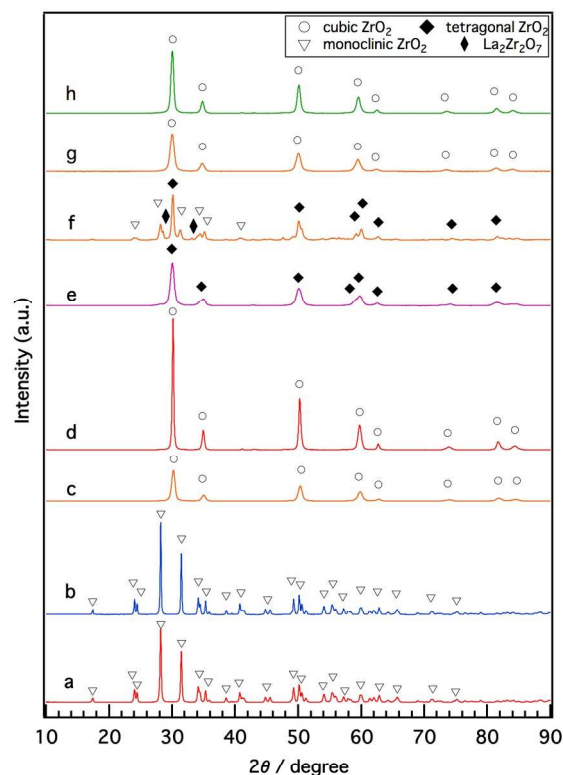 cubic ZrO₂ tetragonal ZrO₂
monoclinic ZrO₂ La₂Zr₂O₇
h
g
f
e
d
c
b
a
Intensity (a.u.)
10 20 30 40 50 60 70 80 90
2θ / degree